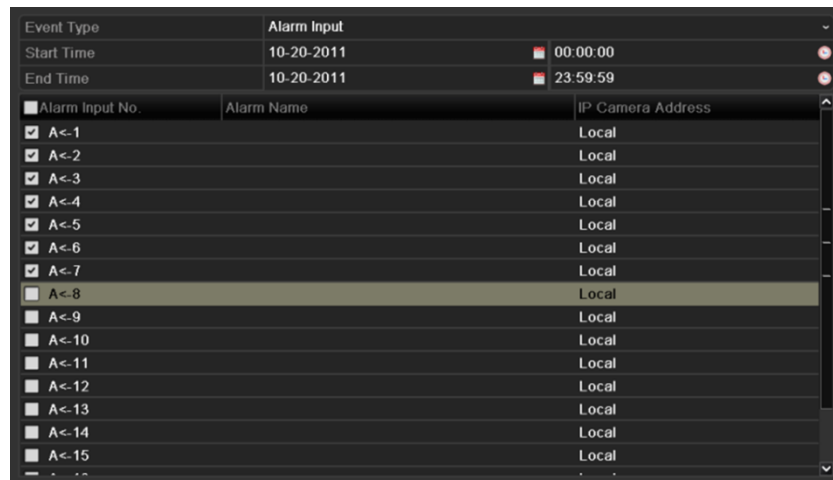 Event Type Alarm Input
Start Time 10-20-2011 00:00:00
End Time 10-20-2011 23:59:59
Alarm Input No. Alarm Name IP Camera Address
A<-1 Local
A<-2 Local
A<-3 Local
A<-4 Local
A<-5 Local
A<-6 Local
A<-7 Local
A<-8 Local
A<-9 Local
A<-10 Local
A<-11 Local
A<-12 Local
A<-13 Local
A<-14 Local
A<-15 Local